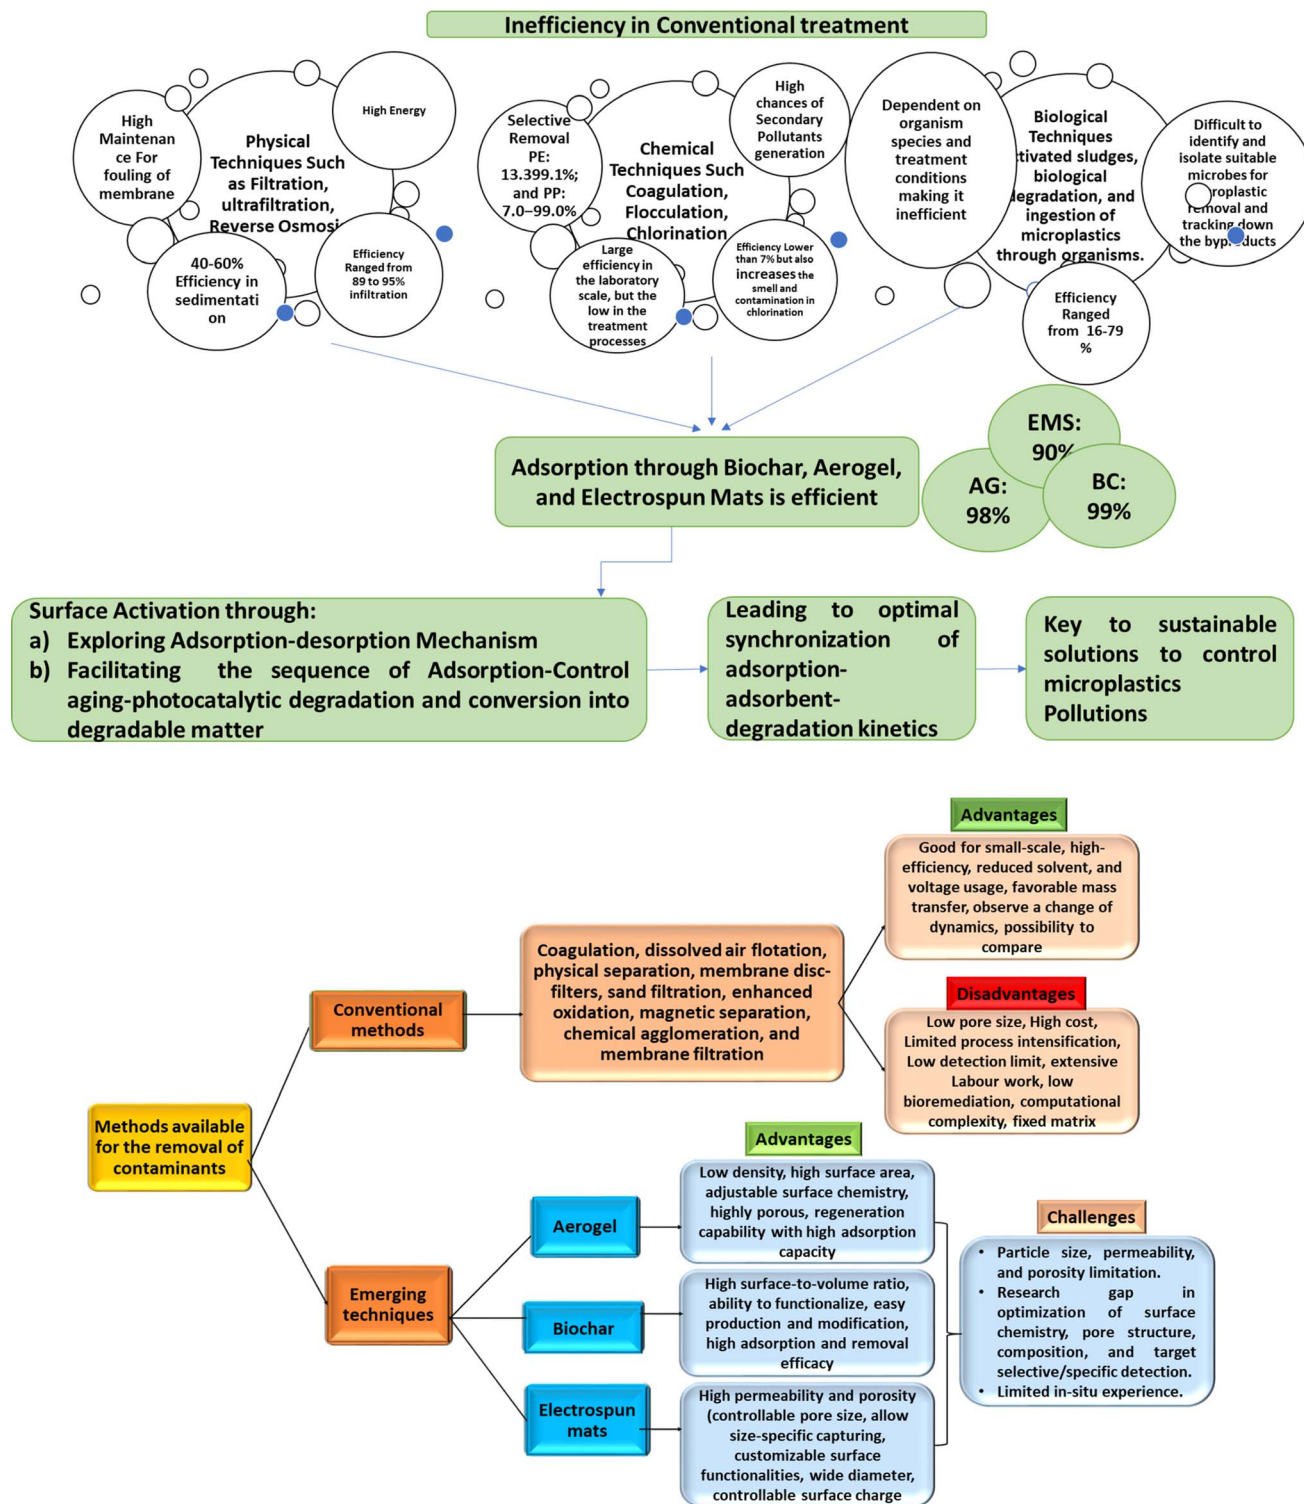 Inefficiency in Conventional treatment
High
Maintenan
ce For
fouling of
membrane
Physical
Techniques Such
as Filtration,
ultrafiltration,
Reverse Osmosi
High Energy
40-60%
Efficiency in
sedimentati
on
Efficiency
Ranged from
89 to 95%
infiltration
Selective
Removal
PE:
13.399.1%;
and PP:
7.0–99.0%
Chemical
Techniques Such
Coagulation,
Flocculation,
Chlorination
High
chances of
Secondary
Pollutants
generation
Large
efficiency in
the laboratory
scale, but the
low in the
treatment
processes
Efficiency Lower
than 7% but also
increases the
smell and
contamination in
chlorination
Dependent on
organism
species and
treatment
conditions
making it
inefficient
Biological
Techniques
ctivated sludges,
biological
degradation, and
ingestion of
microplastics
through organisms.
Difficult to
identify and
isolate suitable
microbes for
roplastic
removal and
tracking down
the byproducts
Efficiency
Ranged
from 16-79
%
Adsorption through Biochar, Aerogel,
and Electrospun Mats is efficient
EMS:
90%
AG:
98%
BC:
99%
Surface Activation through:
a) Exploring Adsorption-desorption Mechanism
b) Facilitating the sequence of Adsorption-Control
aging-photocatalytic degradation and conversion into
degradable matter
Leading to optimal
synchronization of
adsorption-
adsorbent-
degradation kinetics
Key to sustainable
solutions to control
microplastics
Pollutions
Methods available
for the removal of
contaminants
Conventional
methods
Coagulation, dissolved air flotation,
physical separation, membrane disc-
filters, sand filtration, enhanced
oxidation, magnetic separation,
chemical agglomeration, and
membrane filtration
Advantages
Good for small-scale, high-
efficiency, reduced solvent, and
voltage usage, favorable mass
transfer, observe a change of
dynamics, possibility to
compare
Disadvantages
Low pore size, High cost,
Limited process intensification,
Low detection limit, extensive
Labour work, low
bioremediation, computational
complexity, fixed matrix
Emerging
techniques
Aerogel
Biochar
Electrospun
mats
Advantages
Low density, high surface area,
adjustable surface chemistry,
highly porous, regeneration
capability with high adsorption
capacity
High surface-to-volume ratio,
ability to functionalize, easy
production and modification,
high adsorption and removal
efficacy
High permeability and porosity
(controllable pore size, allow
size-specific capturing,
customizable surface
functionalities, wide diameter,
controllable surface charge
Challenges
• Particle size, permeability,
and porosity limitation.
• Research gap in
optimization of surface
chemistry, pore structure,
composition, and target
selective/specific detection.
• Limited in-situ experience.